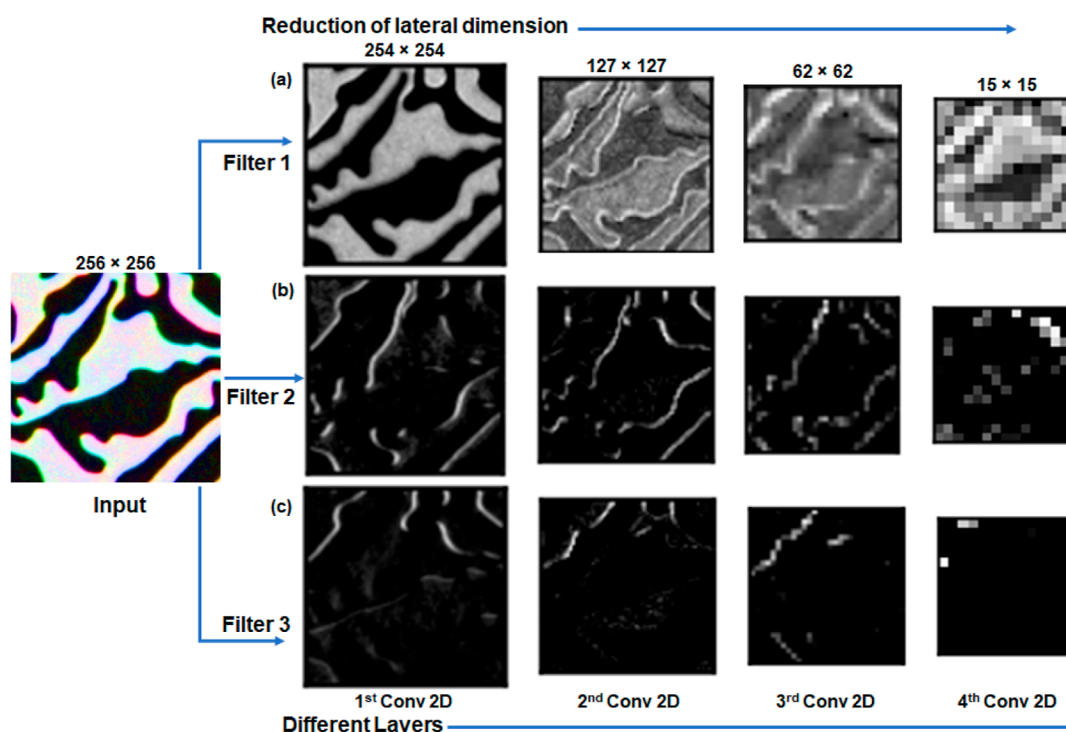 Reduction of lateral dimension
254 × 254
127 × 127
62 × 62
15 × 15
(a)
Filter 1
256 × 256
(b)
Filter 2
Input
(c)
Filter 3
1st Conv 2D
2nd Conv 2D
3rd Conv 2D
4th Conv 2D
Different Layers